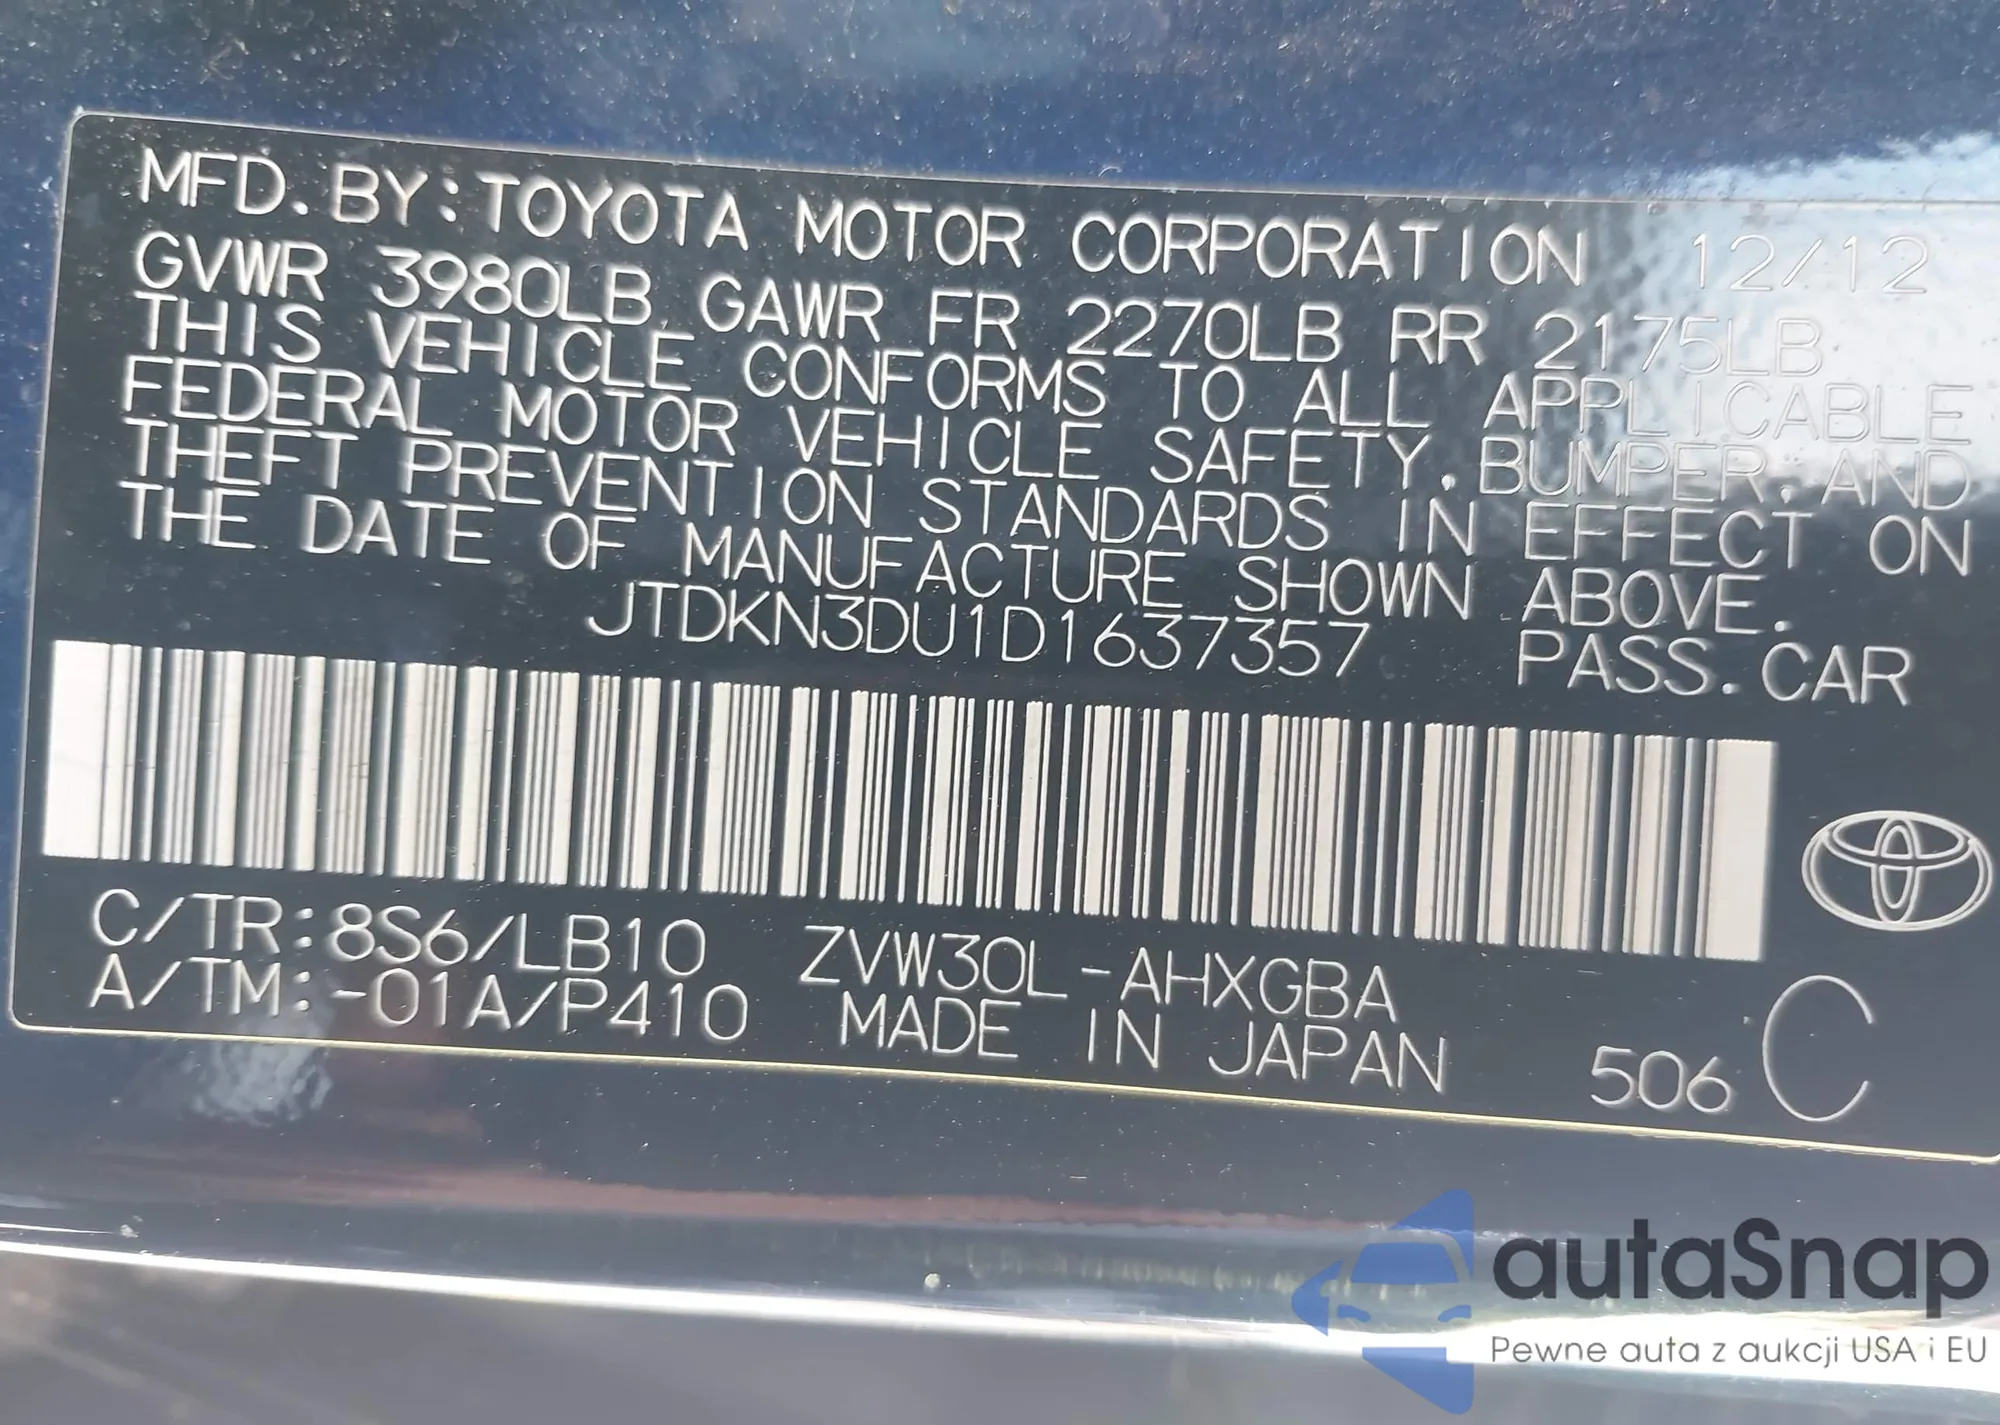 MFD. BY: TOYOTA MOTOR CORPORATION 12/12
GVWR 3980LB, GAWR FR 2270LB RR 2175LB
THIS VEHICLE CONFORMS TO ALL APPLICABLE
FEDERAL MOTOR VEHICLE SAFETY, BUMPER, AND
THEFT PREVENTION STANDARDS IN EFFECT ON
THE DATE OF MANUFACTURE SHOWN ABOVE.
JTDKN3DU1D1637357 PASS. CAR
C/TR:8S6/LB10 ZVW30L-AHXGBA
A/TM:-01A/P410 MADE IN JAPAN 506 C
autaSnap
Pewne auta z aukcji USA i EU